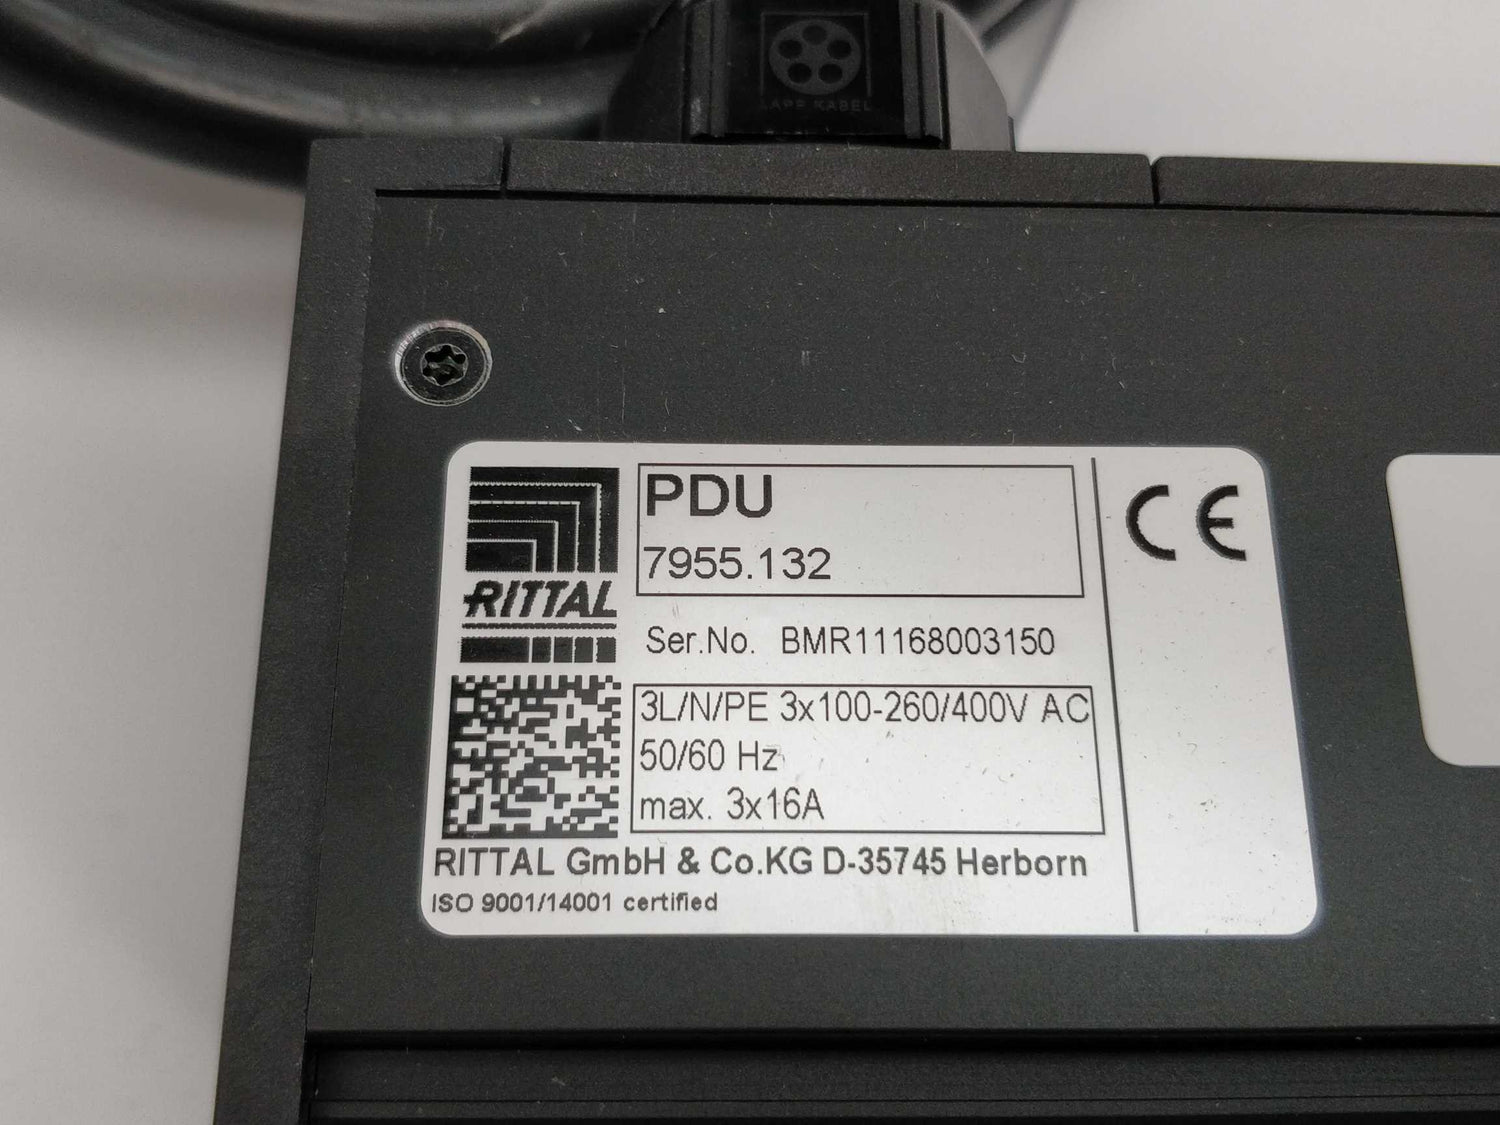 LAPP KABEL
PDU
7955.132
RITTAL
CE
Ser.No. BMR11168003150
3L/N/PE 3x100-260/400V AC
50/60 Hz
max. 3x16A
RITTAL GmbH & Co.KG D-35745 Herborn
ISO 9001/14001 certified